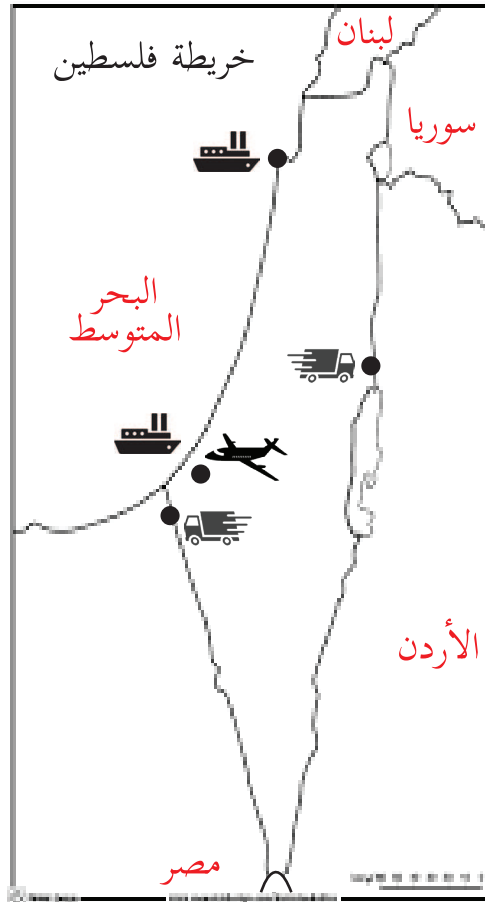 لبنان
خريطة فلسطين
سوريا
البحر
المتوسط
الأردن
مصر